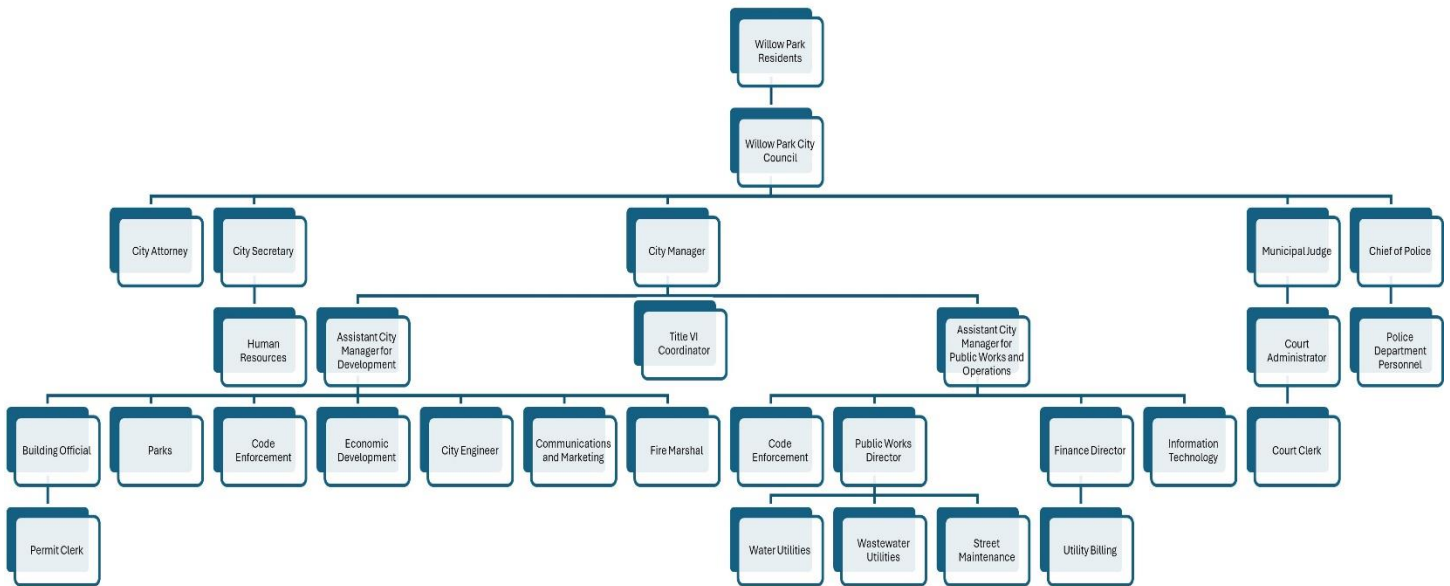 Willow Park
Residents
Willow Park City
Council
City Attorney
City Secretary
City Manager
Municipal Judge
Chief of Police
Human
Resources
Assistant City
Manager for
Development
Title VI
Coordinator
Assistant City
Manager for
Public Works and
Operations
Court
Administrator
Police
Department
Personnel
Building Official
Parks
Code
Enforcement
Economic
Development
City Engineer
Communications
and Marketing
Fire Marshal
Code
Enforcement
Public Works
Director
Finance Director
Information
Technology
Court Clerk
Permit Clerk
Water Utilities
Wastewater
Utilities
Street
Maintenance
Utility Billing